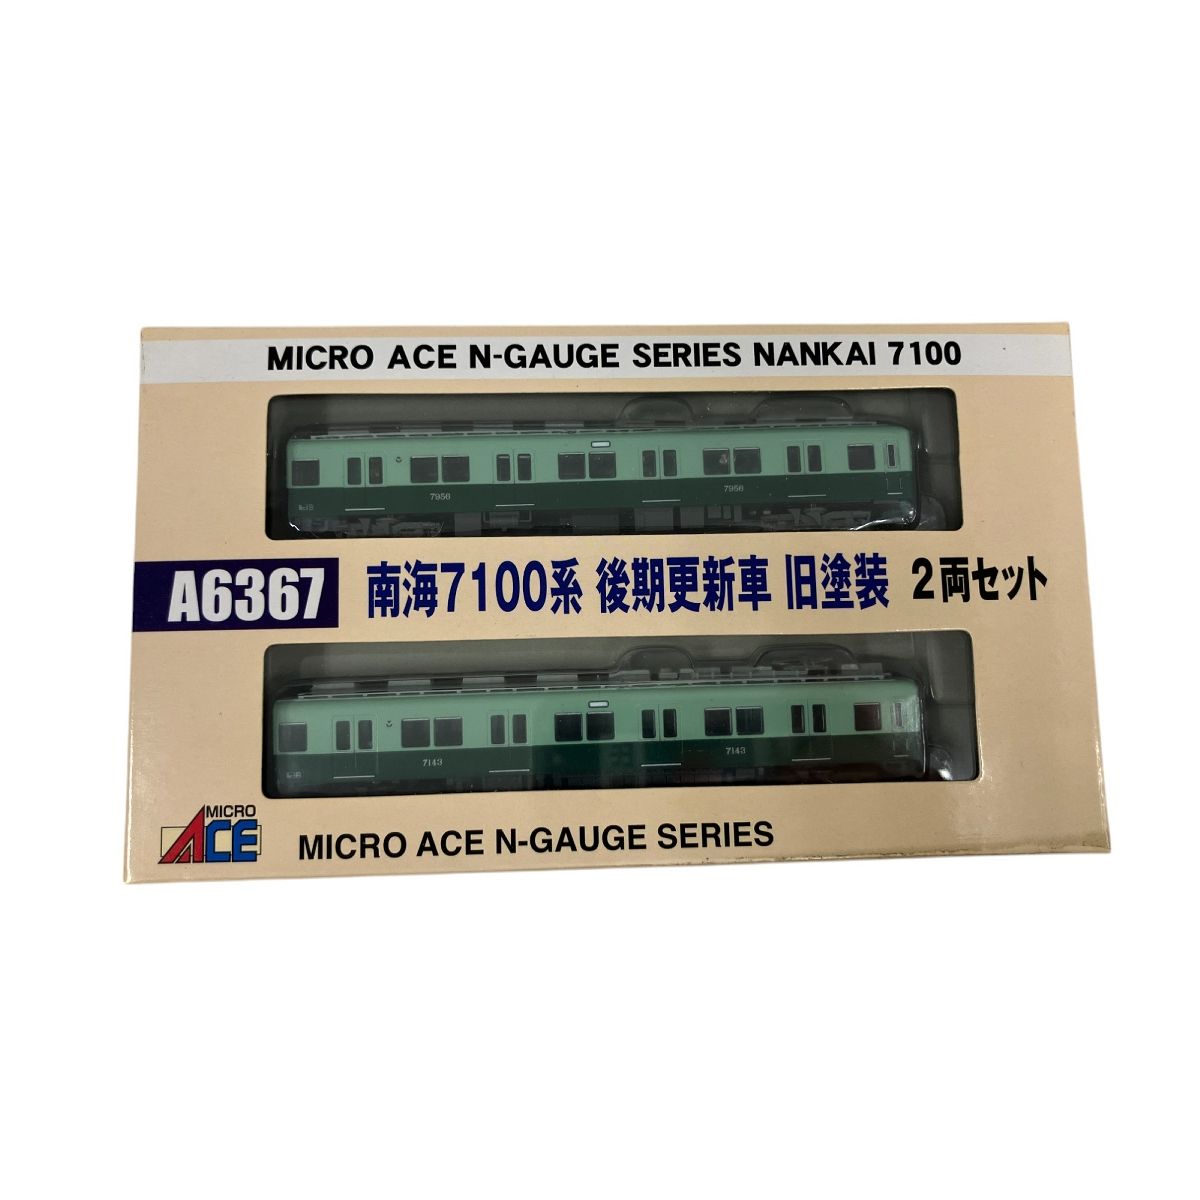 MICRO ACE N-GAUGE SERIES NANKAI 7100
7956
7956
A6367
南海7100系 後期更新車 旧塗装 2両セット
7143
7143
MICRO
ACE
MICRO ACE N-GAUGE SERIES